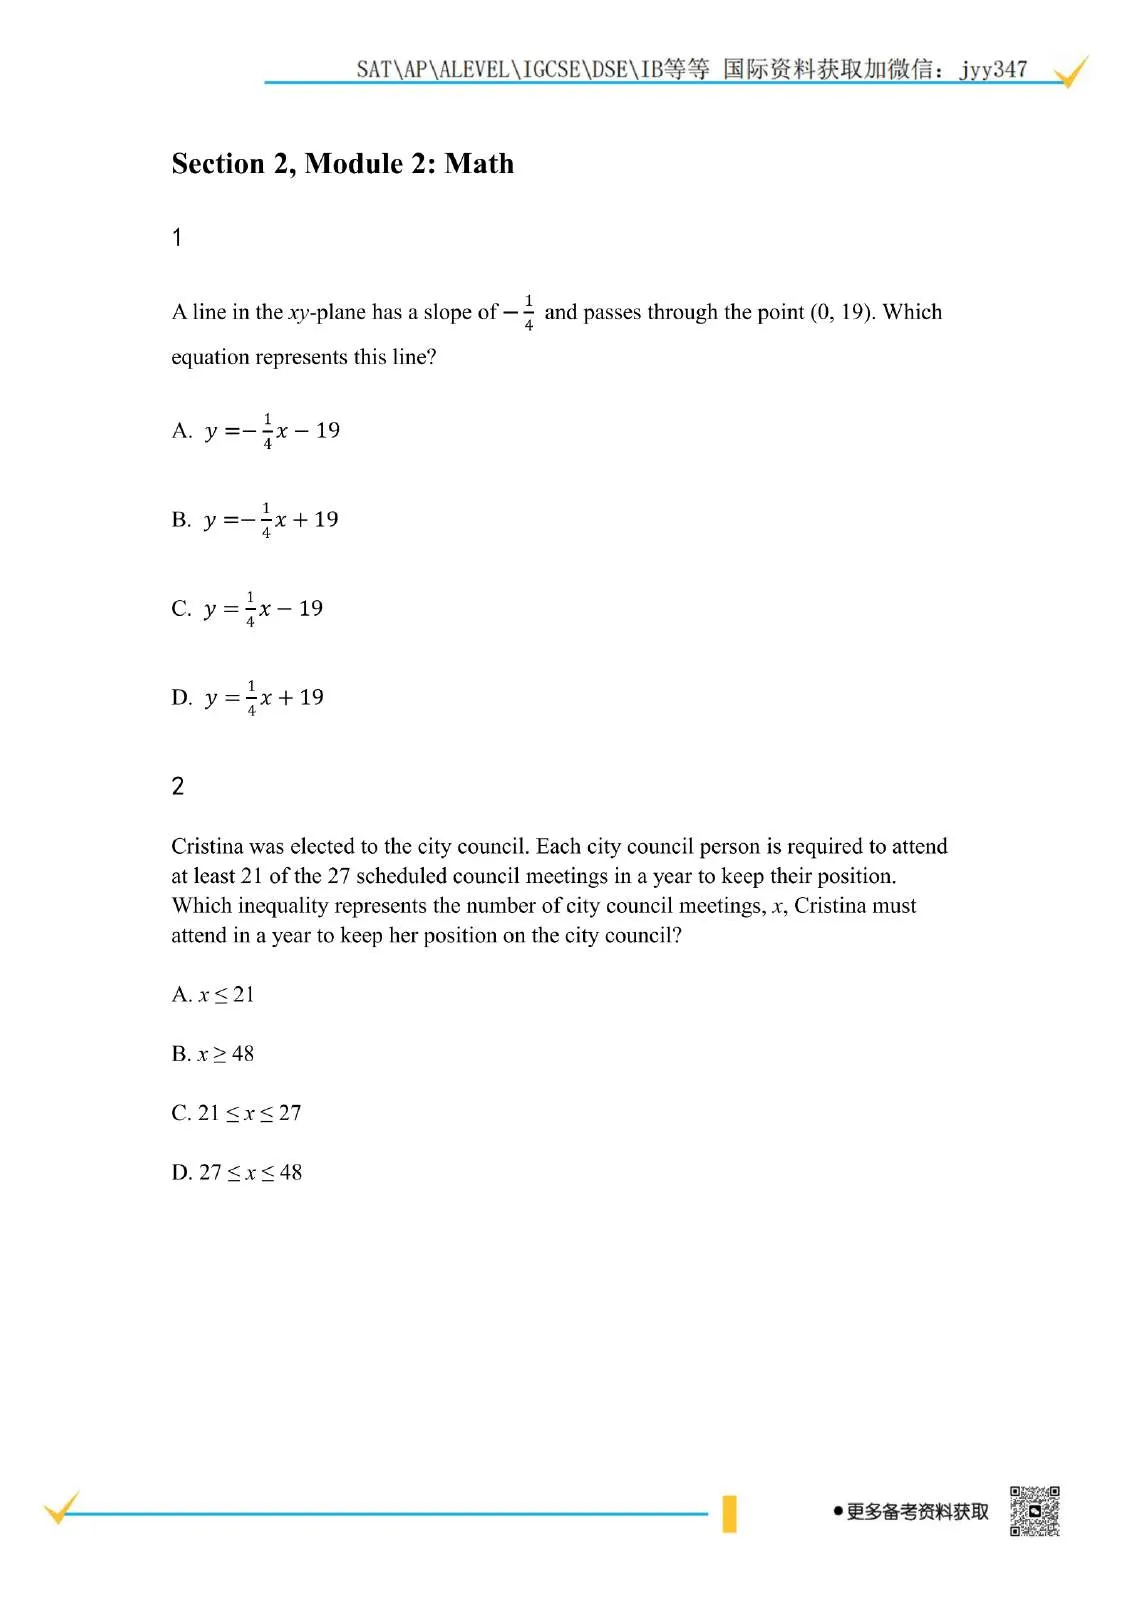 SAT\AP\ALEVEL\IGCSE\DSE\IB等等 国际资料获取加微信：jyy347
Section 2, Module 2: Math
1
A line in the xy-plane has a slope of −1/4 and passes through the point (0, 19). Which
equation represents this line?
A. y =−1/4x − 19
B. y =−1/4x + 19
C. y = 1/4x − 19
D. y = 1/4x + 19
2
Cristina was elected to the city council. Each city council person is required to attend
at least 21 of the 27 scheduled council meetings in a year to keep their position.
Which inequality represents the number of city council meetings, x, Cristina must
attend in a year to keep her position on the city council?
A. x ≤ 21
B. x ≥ 48
C. 21 ≤ x ≤ 27
D. 27 ≤ x ≤ 48
●更多备考资料获取